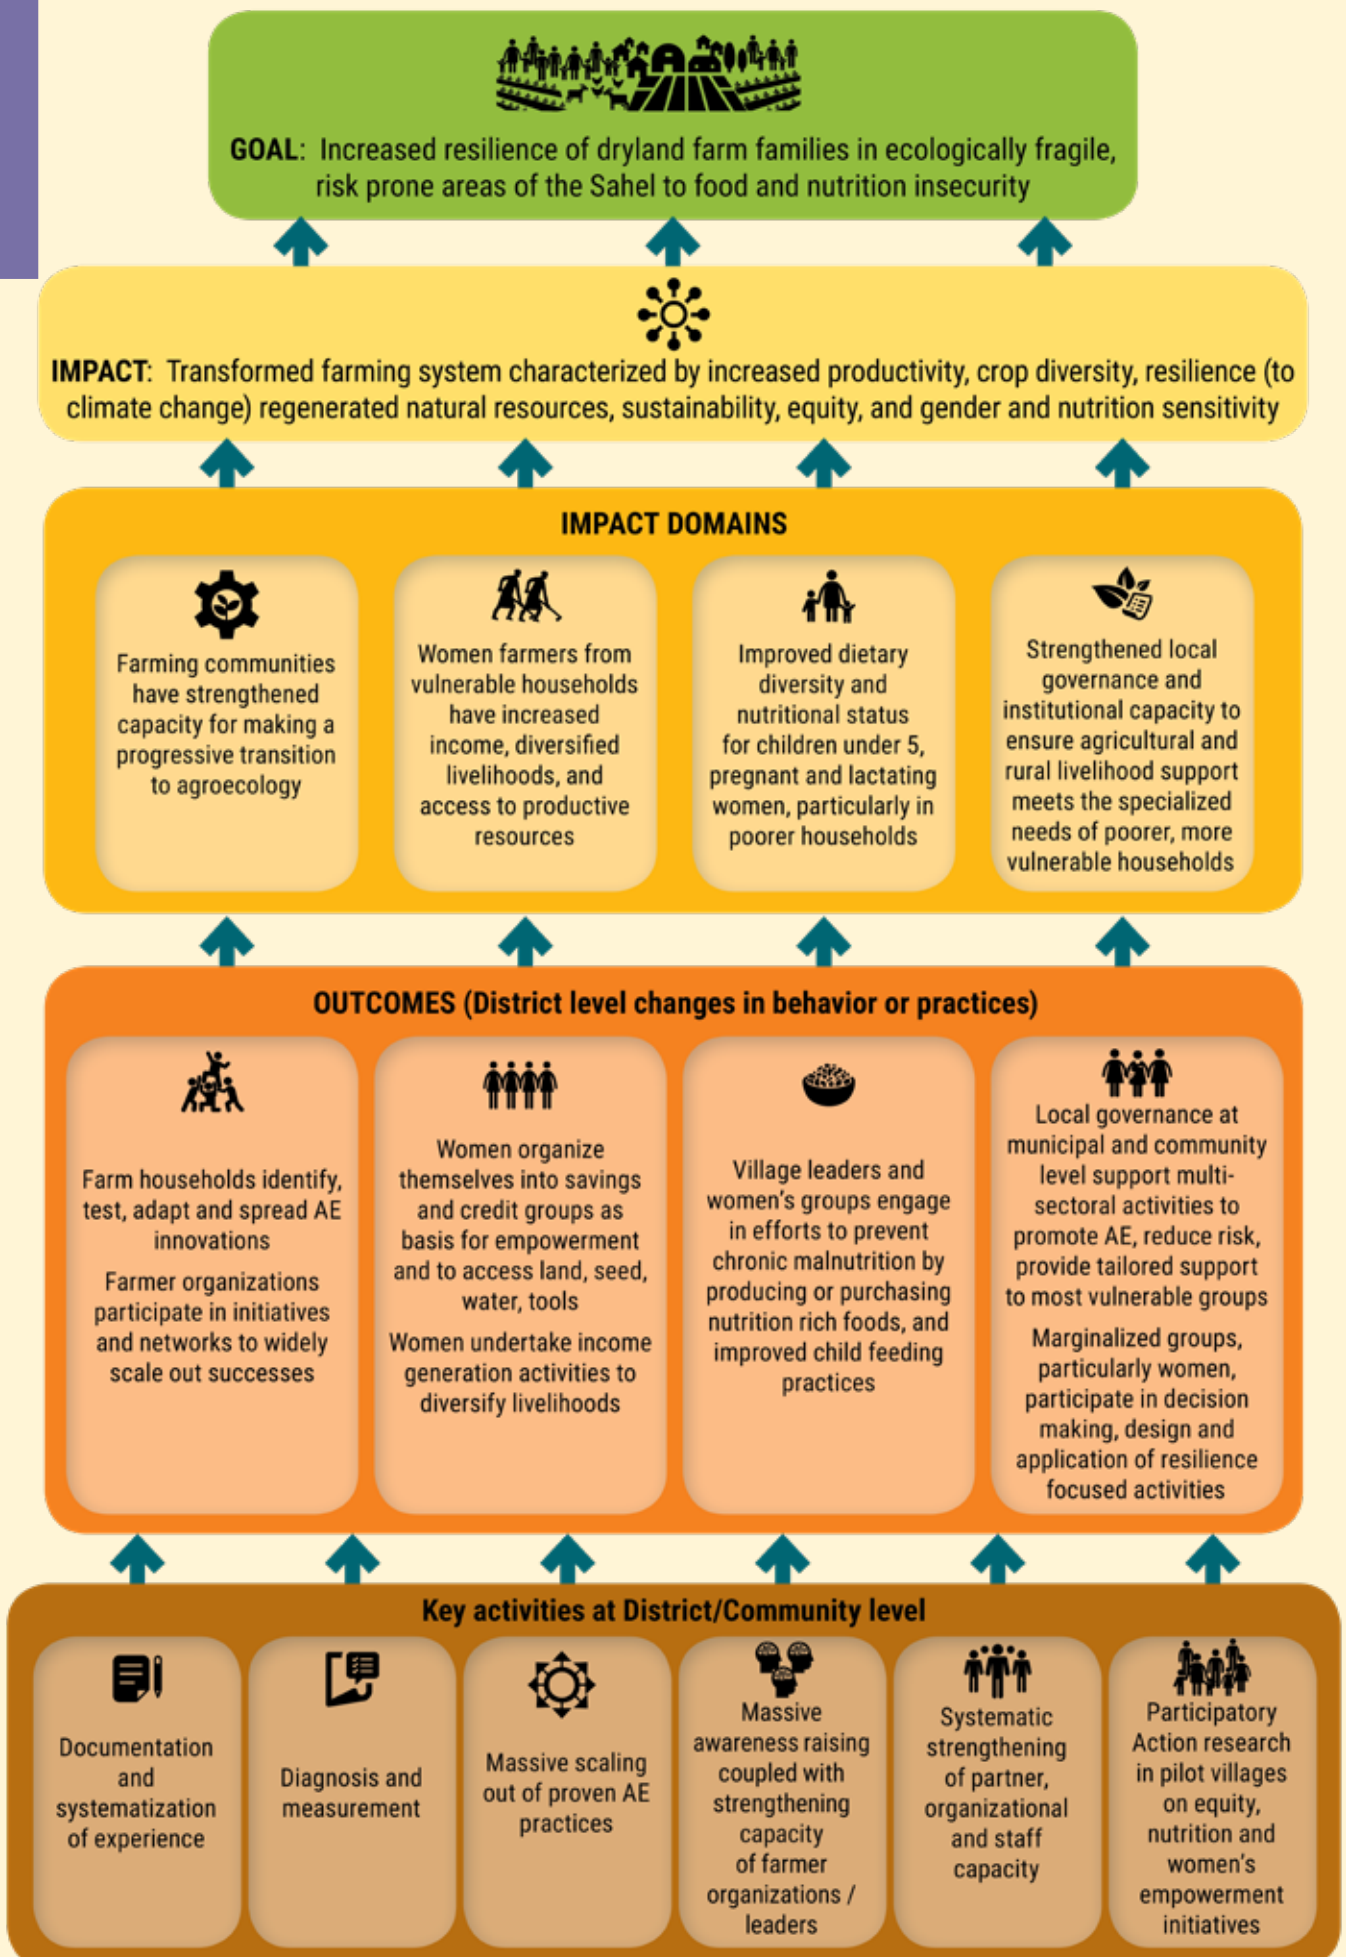 GOAL: Increased resilience of dryland farm families in ecologically fragile,
risk prone areas of the Sahel to food and nutrition insecurity
IMPACT: Transformed farming system characterized by increased productivity, crop diversity, resilience (to
climate change) regenerated natural resources, sustainability, equity, and gender and nutrition sensitivity
IMPACT DOMAINS
Farming communities
have strengthened
capacity for making a
progressive transition
to agroecology
Women farmers from
vulnerable households
have increased
income, diversified
livelihoods, and
access to productive
resources
Improved dietary
diversity and
nutritional status
for children under 5,
pregnant and lactating
women, particularly in
poorer households
Strengthened local
governance and
institutional capacity to
ensure agricultural and
rural livelihood support
meets the specialized
needs of poorer, more
vulnerable households
OUTCOMES (District level changes in behavior or practices)
Farm households identify,
test, adapt and spread AE
innovations
Farmer organizations
participate in initiatives
and networks to widely
scale out successes
Women organize
themselves into savings
and credit groups as
basis for empowerment
and to access land, seed,
water, tools
Women undertake income
generation activities to
diversify livelihoods
Village leaders and
women's groups engage
in efforts to prevent
chronic malnutrition by
producing or purchasing
nutrition rich foods, and
improved child feeding
practices
Local governance at
municipal and community
level support multi-
sectoral activities to
promote AE, reduce risk,
provide tailored support
to most vulnerable groups
Marginalized groups,
particularly women,
participate in decision
making, design and
application of resilience
focused activities
Key activities at District/Community level
Documentation
and
systematization
of experience
Diagnosis and
measurement
Massive scaling
out of proven AE
practices
Massive
awareness raising
coupled with
strengthening
capacity
of farmer
organizations /
leaders
Systematic
strengthening
of partner,
organizational
and staff
capacity
Participatory
Action research
in pilot villages
on equity,
nutrition and
women's
empowerment
initiatives